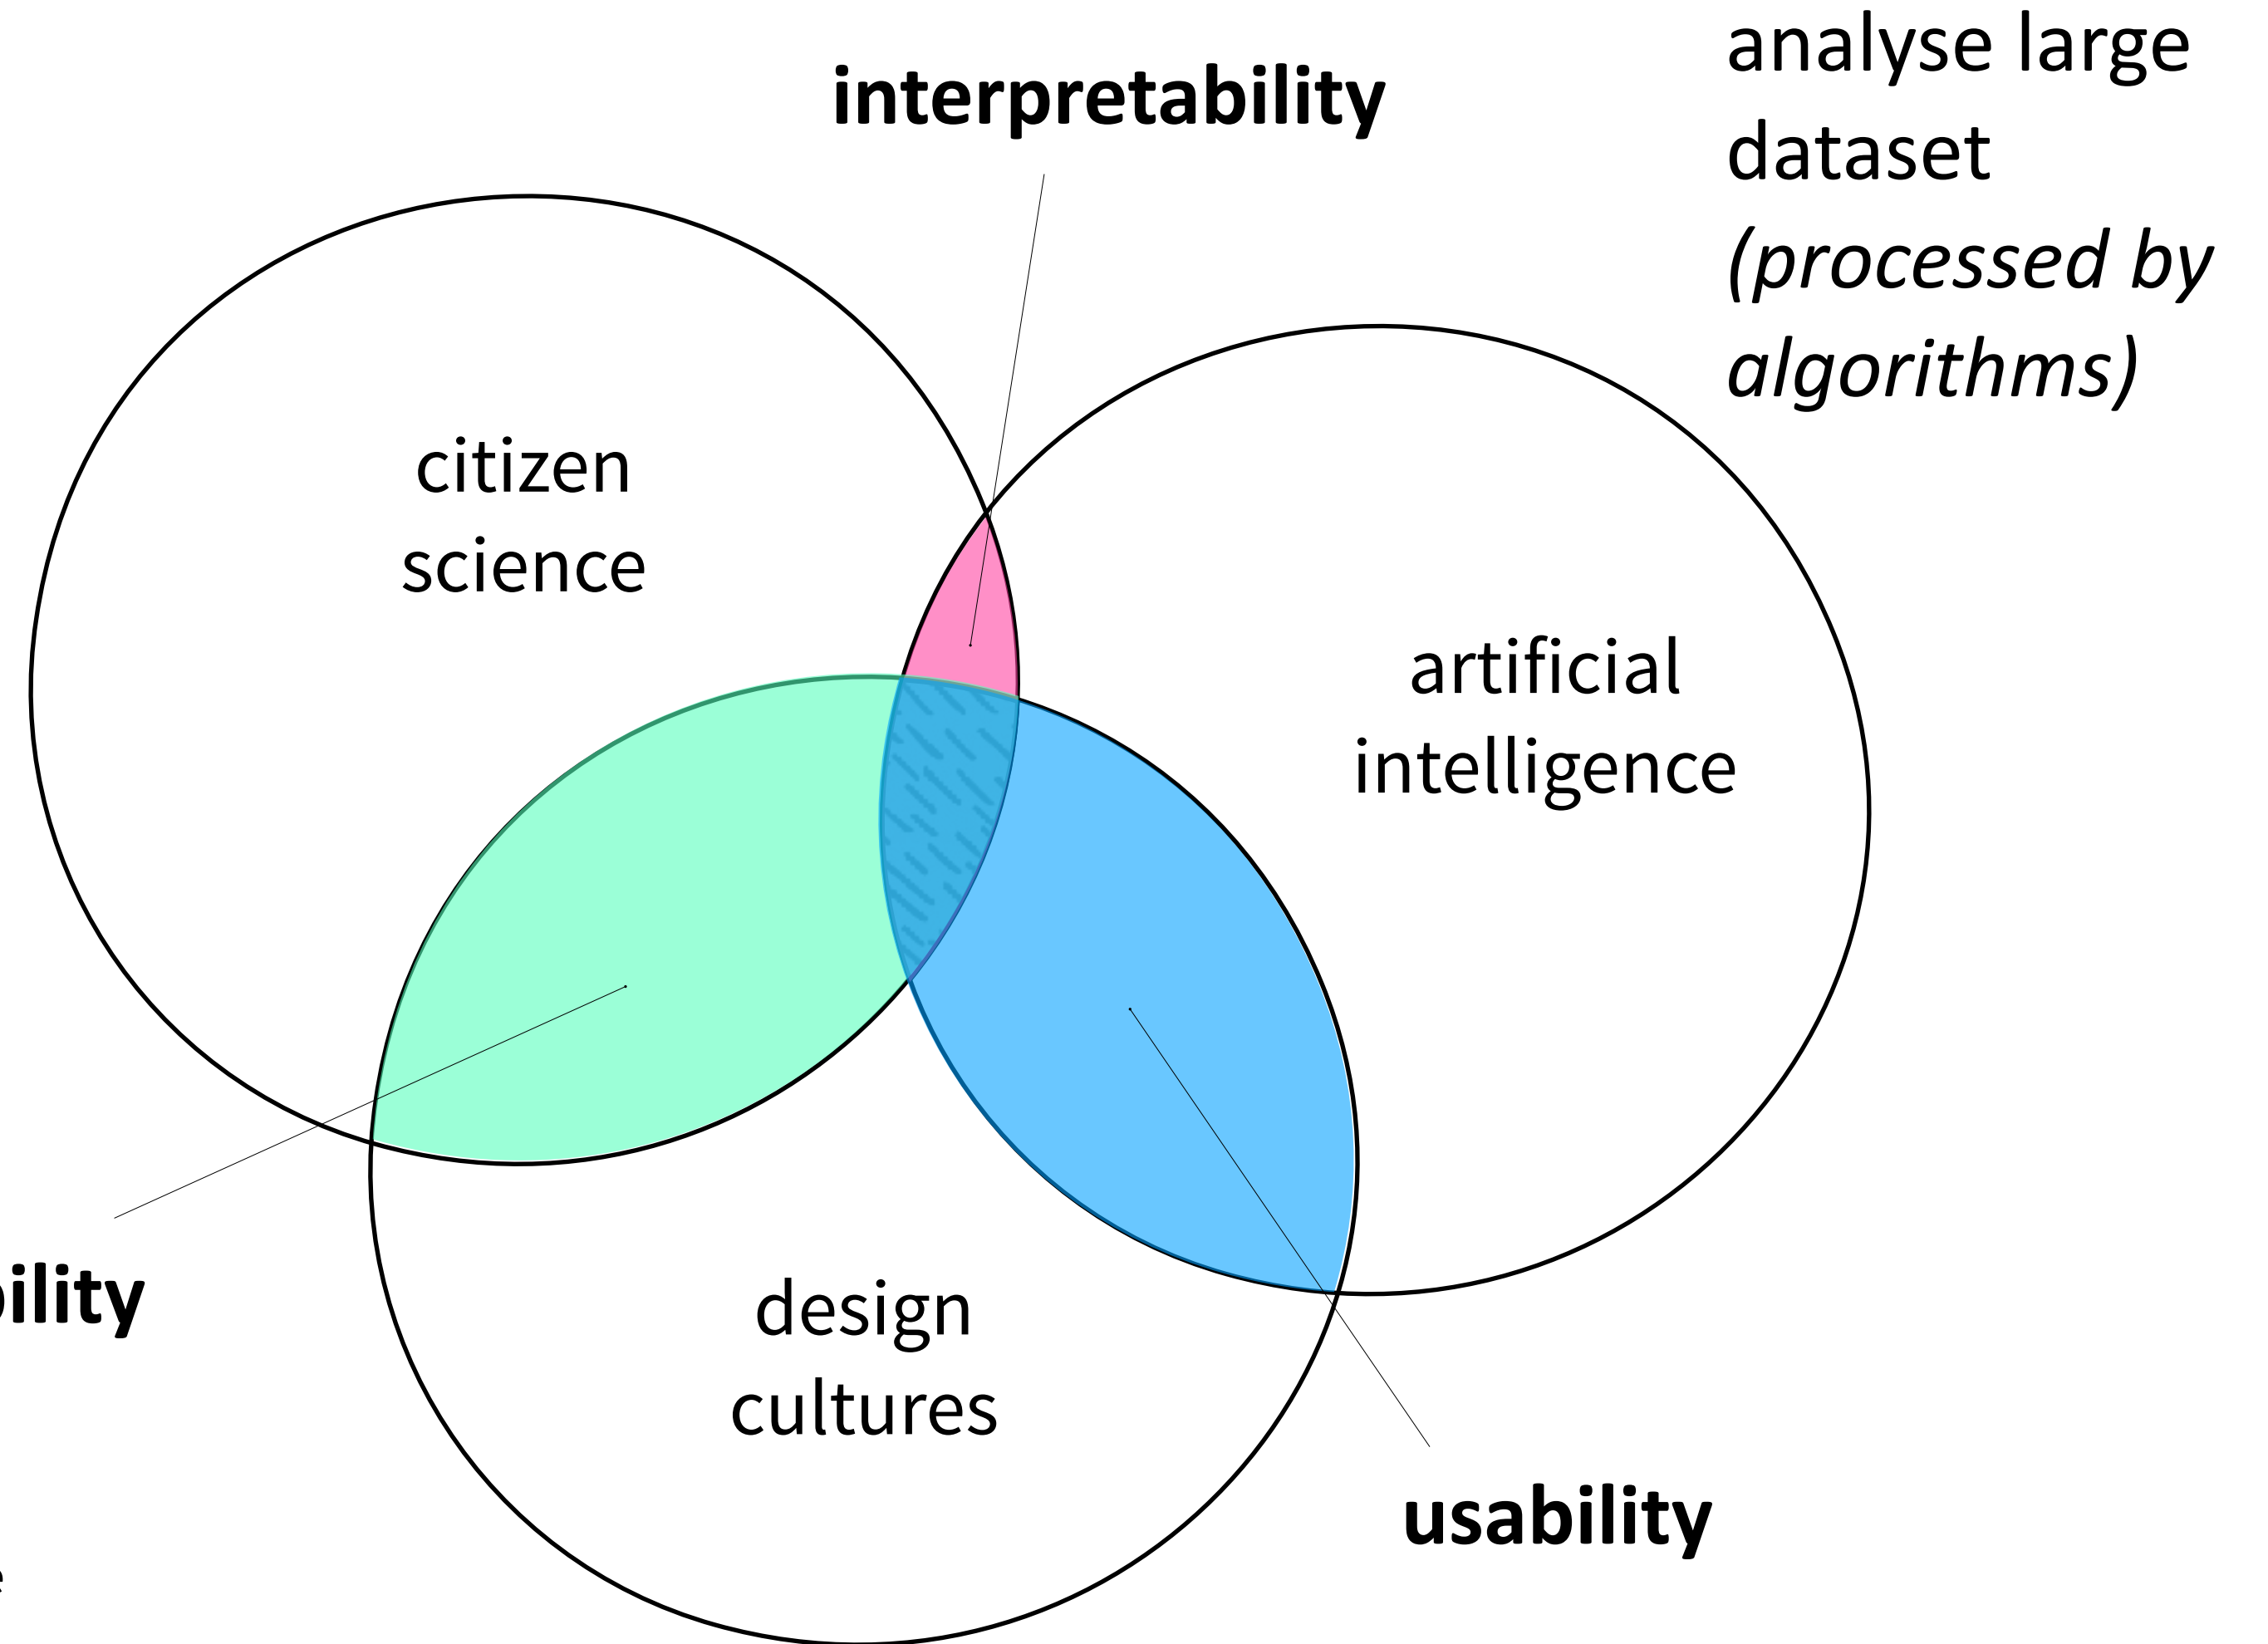 interpretability
analyse large
dataset
(processed by
algorithms)
citizen
science
artificial
intelligence
design
cultures
usability